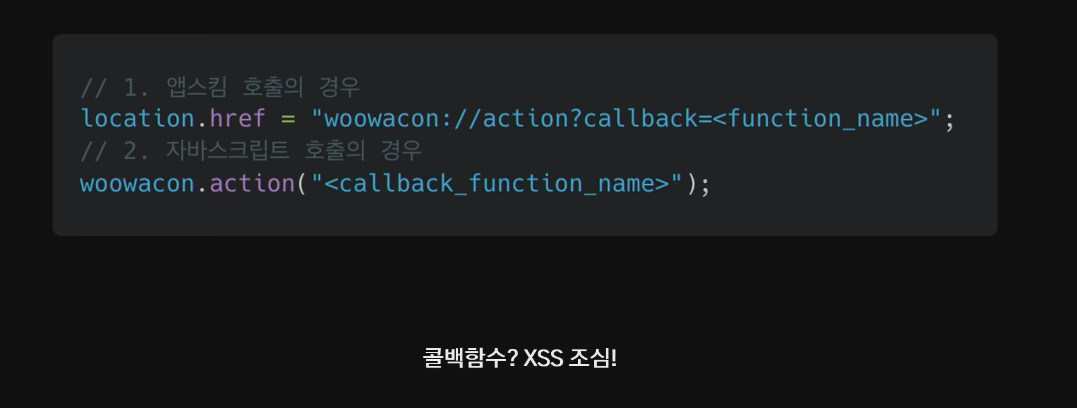 // 1. 앱스킴 호출의 경우
location.href = "woowacon://action?callback=<function_name>";
// 2. 자바스크립트 호출의 경우
woowacon.action("<callback_function_name>");
콜백함수? XSS 조심!